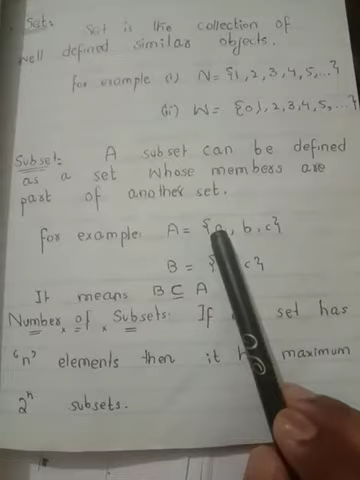 Set: Set is the collection of
well defined similar objects.
for example (i) N = {1, 2, 3, 4, 5, ...}
(ii) W = {0, 1, 2, 3, 4, 5, ...}
Subset: A subset can be defined
as a set whose members are
part of another set.
for example: A = {a, b, c}
B = { c}
It means B ⊆ A
Number of Subsets: If set has
"n" elements then it maximum
2ⁿ subsets.